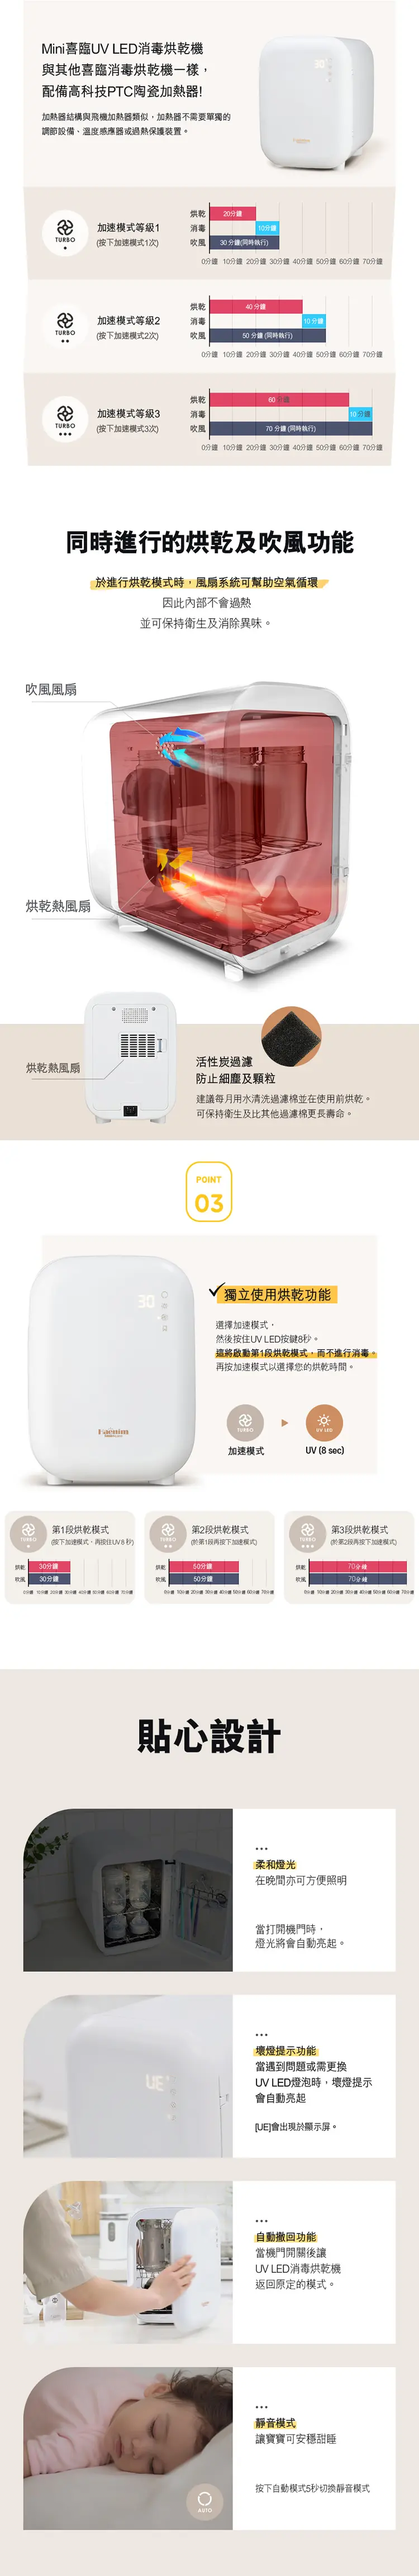 Mini喜臨UV LED消毒烘乾機
與其他喜臨消毒烘乾機一樣，
配備高科技PTC陶瓷加熱器!
加熱器結構與飛機加熱器類似，加熱器不需要單獨的
調節設備、溫度感應器或過熱保護裝置。
30
Haenim
TURBO
加速模式等級1
(按下加速模式1次)
烘乾
20分鐘
消毒
10分鐘
吹風
30 分鐘(同時執行)
0分鐘 10分鐘 20分鐘 30分鐘 40分鐘 50分鐘 60分鐘 70分鐘
TURBO
加速模式等級2
(按下加速模式2次)
烘乾
40 分鐘
消毒
10 分鐘
吹風
50 分鐘 (同時執行)
0分鐘 10分鐘 20分鐘 30分鐘 40分鐘 50分鐘 60分鐘 70分鐘
TURBO
加速模式等級3
(按下加速模式3次)
烘乾
60 分鐘
消毒
10 分鐘
吹風
70 分鐘 (同時執行)
0分鐘 10分鐘 20分鐘 30分鐘 40分鐘 50分鐘 60分鐘 70分鐘
同時進行的烘乾及吹風功能
於進行烘乾模式時，風扇系統可幫助空氣循環
因此內部不會過熱
並可保持衛生及消除異味。
吹風風扇
烘乾熱風扇
烘乾熱風扇
活性炭過濾
防止細塵及顆粒
建議每月用水清洗過濾棉並在使用前烘乾。
可保持衛生及比其他過濾棉更長壽命。
POINT
03
30
Haenim
獨立使用烘乾功能
選擇加速模式，
然後按住UV LED按鍵8秒。
這將啟動第1段烘乾模式，而不進行消毒。
再按加速模式以選擇您的烘乾時間。
TURBO
UV LED
加速模式
UV (8 sec)
TURBO
第1段烘乾模式
(按下加速模式，再按住UV 8 秒)
烘乾
30分鐘
吹風
30分鐘
0分鐘 10分鐘 20分鐘 30分鐘 40分鐘 50分鐘 60分鐘 70分鐘
TURBO
第2段烘乾模式
(於第1段再按下加速模式)
烘乾
50分鐘
吹風
50分鐘
0分鐘 10分鐘 20分鐘 30分鐘 40分鐘 50分鐘 60分鐘 70分鐘
TURBO
第3段烘乾模式
(於第2段再按下加速模式)
烘乾
70分鐘
吹風
70分鐘
0分鐘 10分鐘 20分鐘 30分鐘 40分鐘 50分鐘 60分鐘 70分鐘
貼心設計
柔和燈光
在晚間亦可方便照明
當打開機門時，
燈光將會自動亮起。
UE
壞燈提示功能
當遇到問題或需更換
UV LED燈泡時，壞燈提示
會自動亮起
[UE]會出現於顯示屏。
自動撤回功能
當機門開關後讓
UV LED消毒烘乾機
返回原定的模式。
靜音模式
讓寶寶可安穩甜睡
按下自動模式5秒切換靜音模式
AUTO